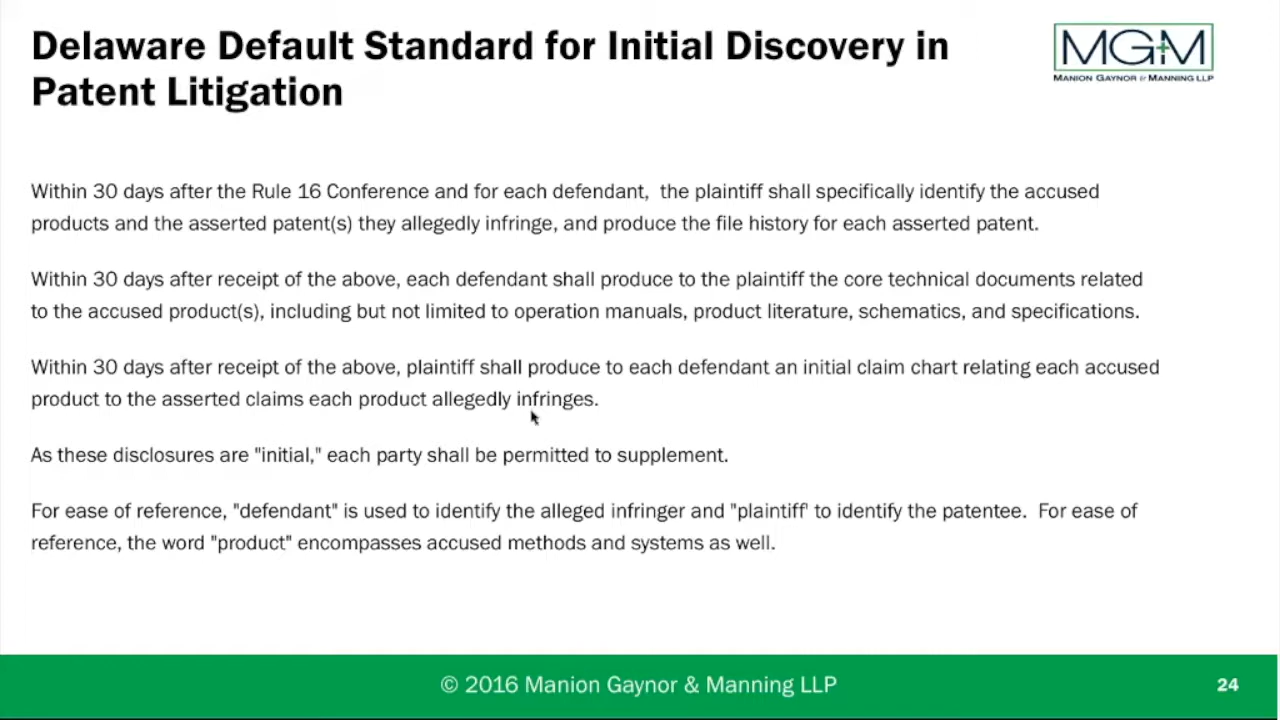 Delaware Default Standard for Initial Discovery in
Patent Litigation
MG+M
MANION GAYNOR & MANNING LLP
Within 30 days after the Rule 16 Conference and for each defendant,  the plaintiff shall specifically identify the accused
products and the asserted patent(s) they allegedly infringe, and produce the file history for each asserted patent.
Within 30 days after receipt of the above, each defendant shall produce to the plaintiff the core technical documents related
to the accused product(s), including but not limited to operation manuals, product literature, schematics, and specifications.
Within 30 days after receipt of the above, plaintiff shall produce to each defendant an initial claim chart relating each accused
product to the asserted claims each product allegedly infringes.
As these disclosures are "initial," each party shall be permitted to supplement.
For ease of reference, "defendant" is used to identify the alleged infringer and "plaintiff' to identify the patentee.  For ease of
reference, the word "product" encompasses accused methods and systems as well.
© 2016 Manion Gaynor & Manning LLP
24